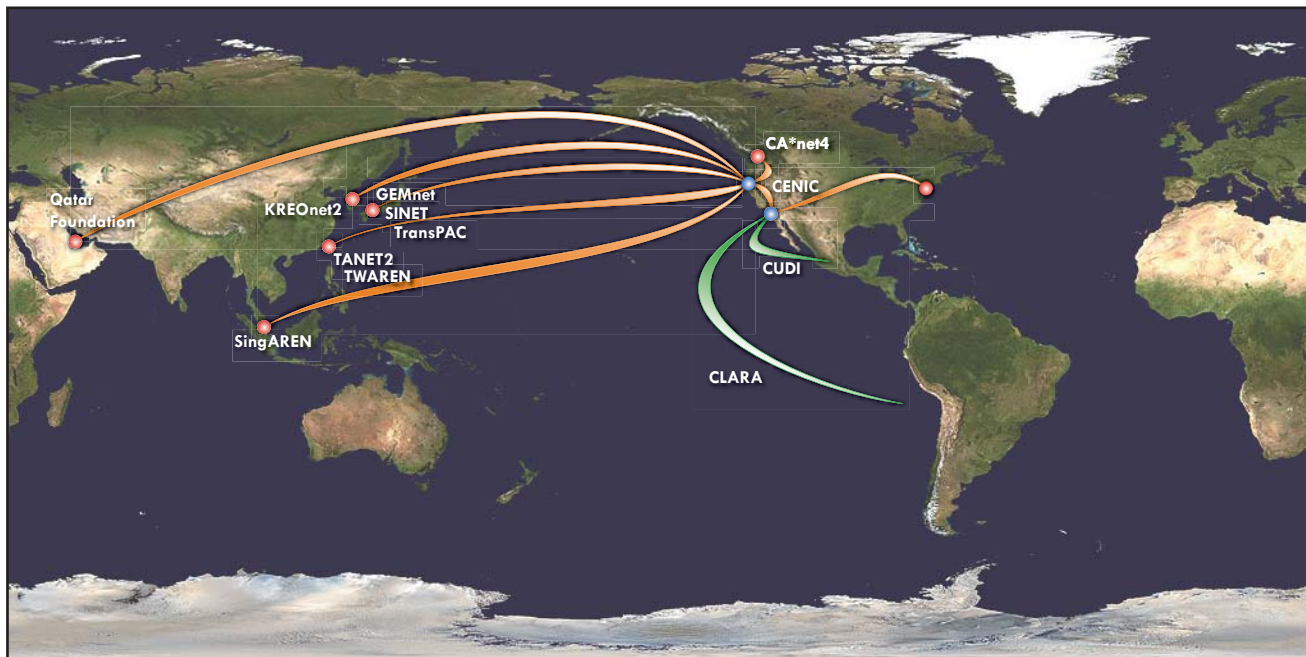 CA*net4
CENIC
Qatar
Foundation
KREOnet2
GEMnet
SINET
TransPAC
TANET2
TWAREN
CUDI
SingAREN
CLARA